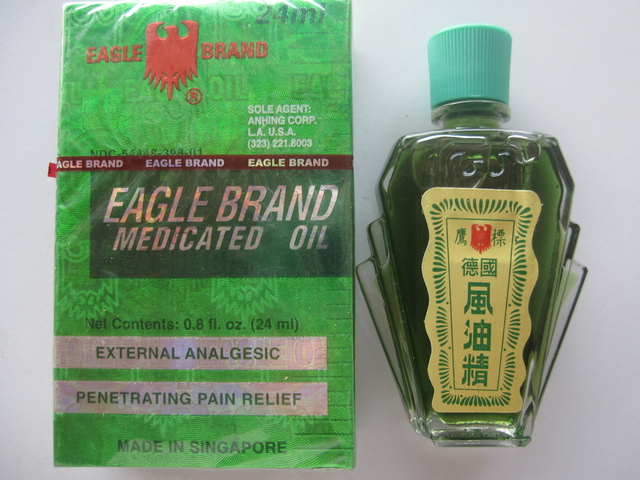 24ml
EAGLE BRAND
®
SOLE AGENT:
ANHING CORP.
L.A. U.S.A.
(323) 221.8003
EAGLE BRAND EAGLE BRAND EAGLE BRAND
EAGLE BRAND
MEDICATED OIL
Net Contents: 0.8 fl. oz. (24 ml)
EXTERNAL ANALGESIC
PENETRATING PAIN RELIEF
MADE IN SINGAPORE
鷹標
德國
風油精